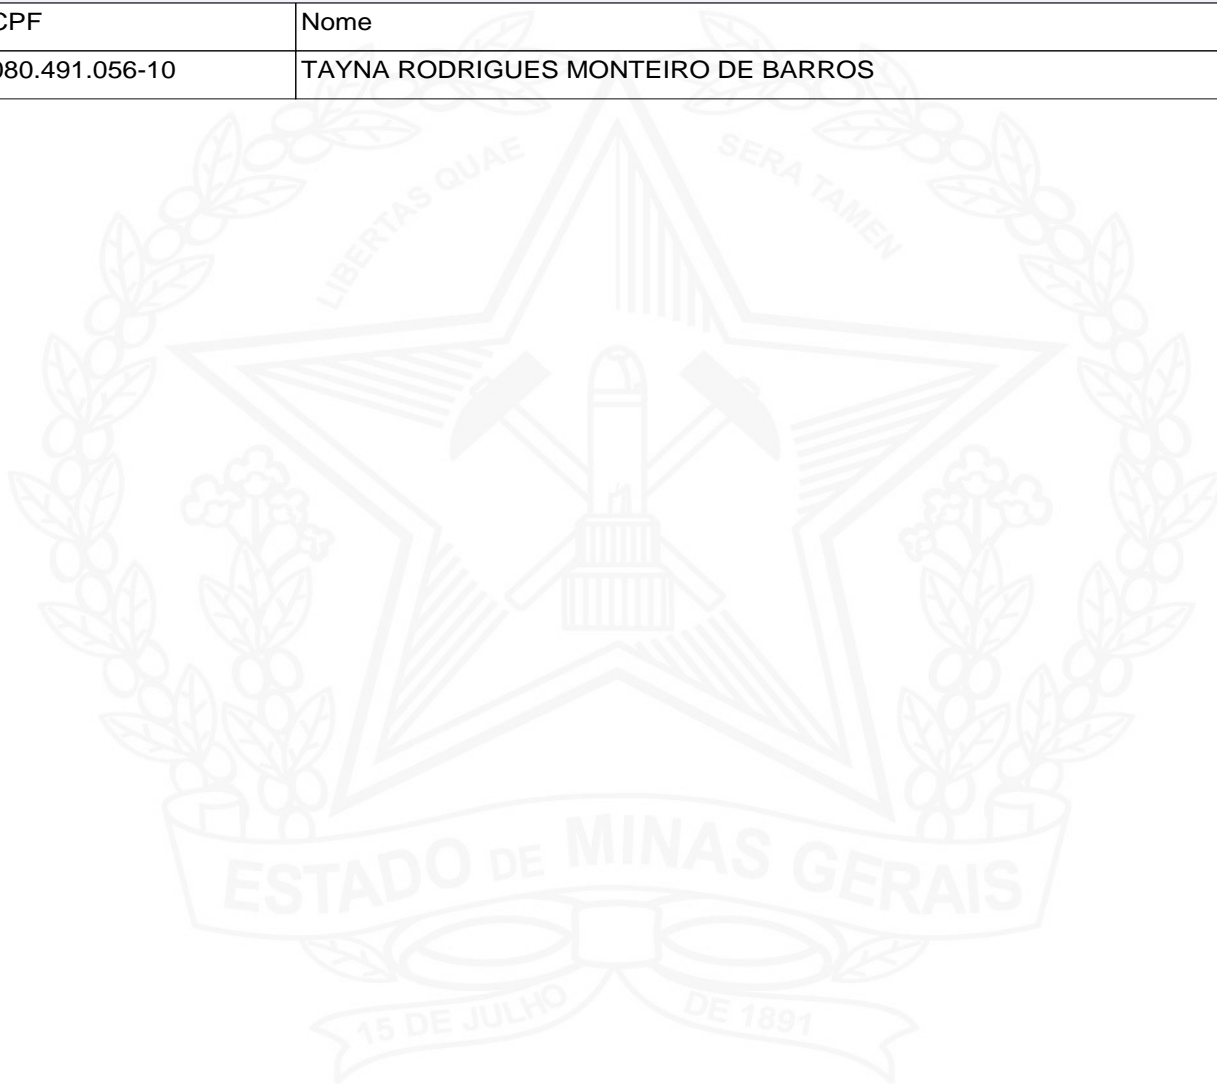 CPF Nome
080.491.056-10 TAYNA RODRIGUES MONTEIRO DE BARROS
LIBERTAS QUAE SERA TAMEN
ESTADO DE MINAS GERAIS
15 DE JULHO DE 1891